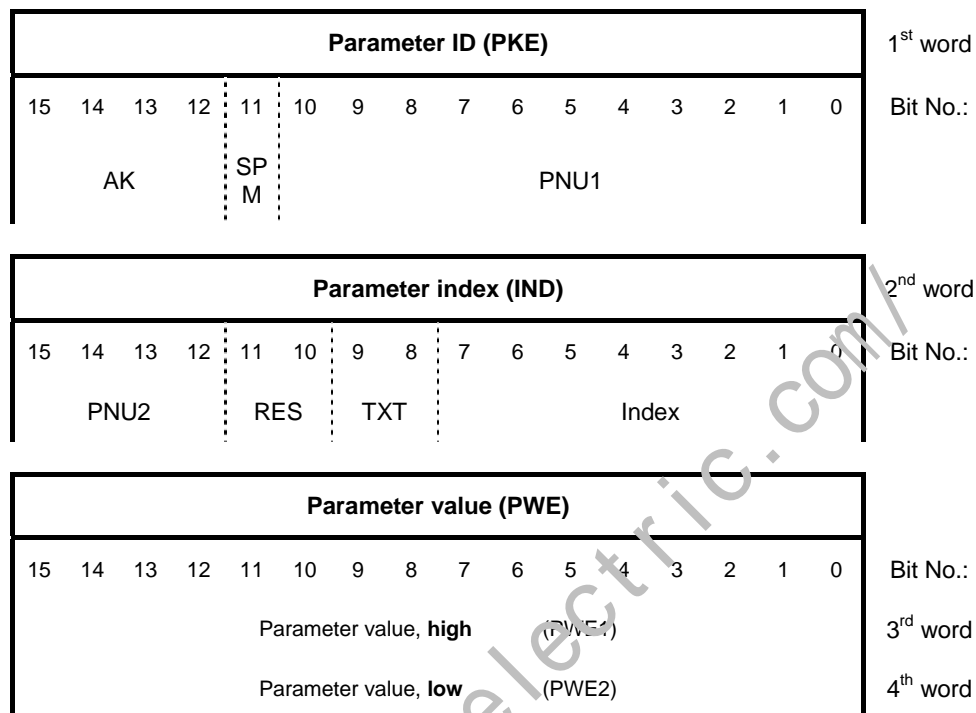 Parameter ID (PKE) 1st word
15 14 13 12 11 10 9 8 7 6 5 4 3 2 1 0 Bit No.:
AK SP M PNU1
Parameter index (IND) 2nd word
15 14 13 12 11 10 9 8 7 6 5 4 3 2 1 0 Bit No.:
PNU2 RES TXT Index
Parameter value (PWE)
15 14 13 12 11 10 9 8 7 6 5 4 3 2 1 0 Bit No.:
Parameter value, high (PWE1) 3rd word
Parameter value, low (PWE2) 4th word
electric.com/